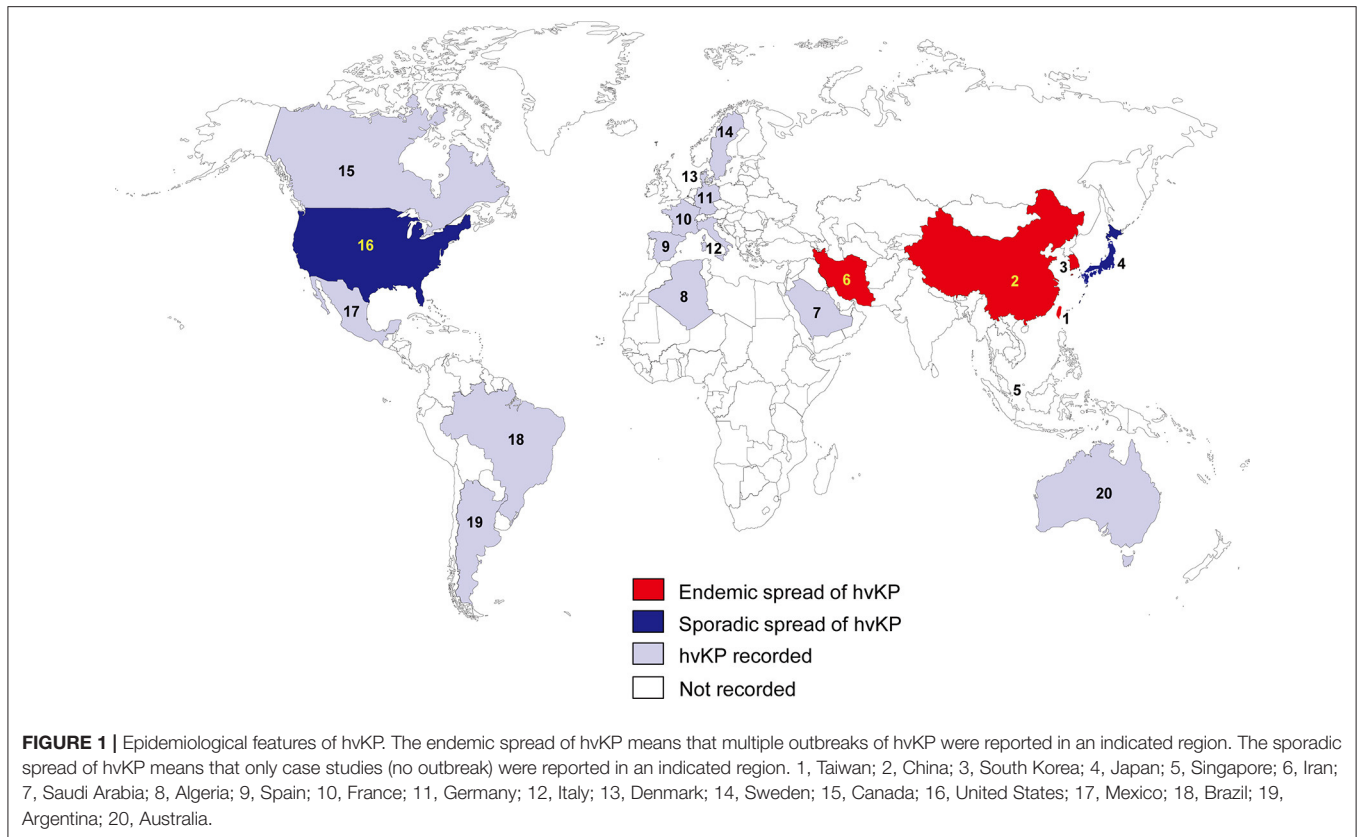 14
15
13
11
10
16
9
12
3
4
6
2
17
8
7
1
5
18
20
19
Endemic spread of hvKP
Sporadic spread of hvKP
hvKP recorded
Not recorded
FIGURE 1 | Epidemiological features of hvKP. The endemic spread of hvKP means that multiple outbreaks of hvKP were reported in an indicated region. The sporadic
spread of hvKP means that only case studies (no outbreak) were reported in an indicated region. 1, Taiwan; 2, China; 3, South Korea; 4, Japan; 5, Singapore; 6, Iran;
7, Saudi Arabia; 8, Algeria; 9, Spain; 10, France; 11, Germany; 12, Italy; 13, Denmark; 14, Sweden; 15, Canada; 16, United States; 17, Mexico; 18, Brazil; 19,
Argentina; 20, Australia.